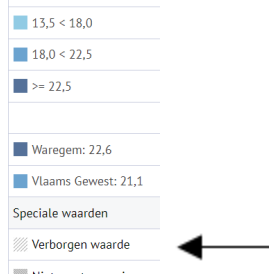 13,5 < 18,0
18,0 < 22,5
>= 22,5
Waregem: 22,6
Vlaams Gewest: 21,1
Speciale waarden
Verborgen waarde